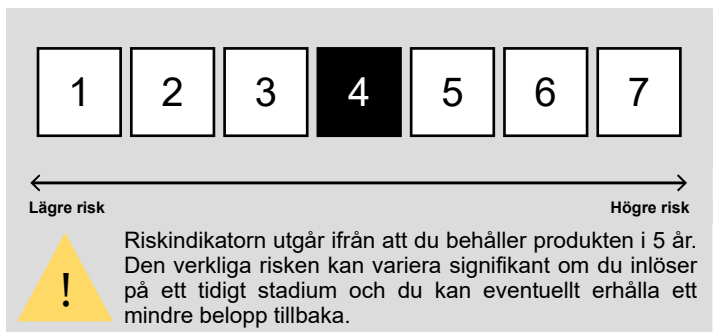 1 2 3 4 5 6 7
Lägre risk Högre risk
Riskindikatorn utgår ifrån att du behåller produkten i 5 år.
Den verkliga risken kan variera signifikant om du inlöser
! på ett tidigt stadium och du kan eventuellt erhålla ett
mindre belopp tillbaka.